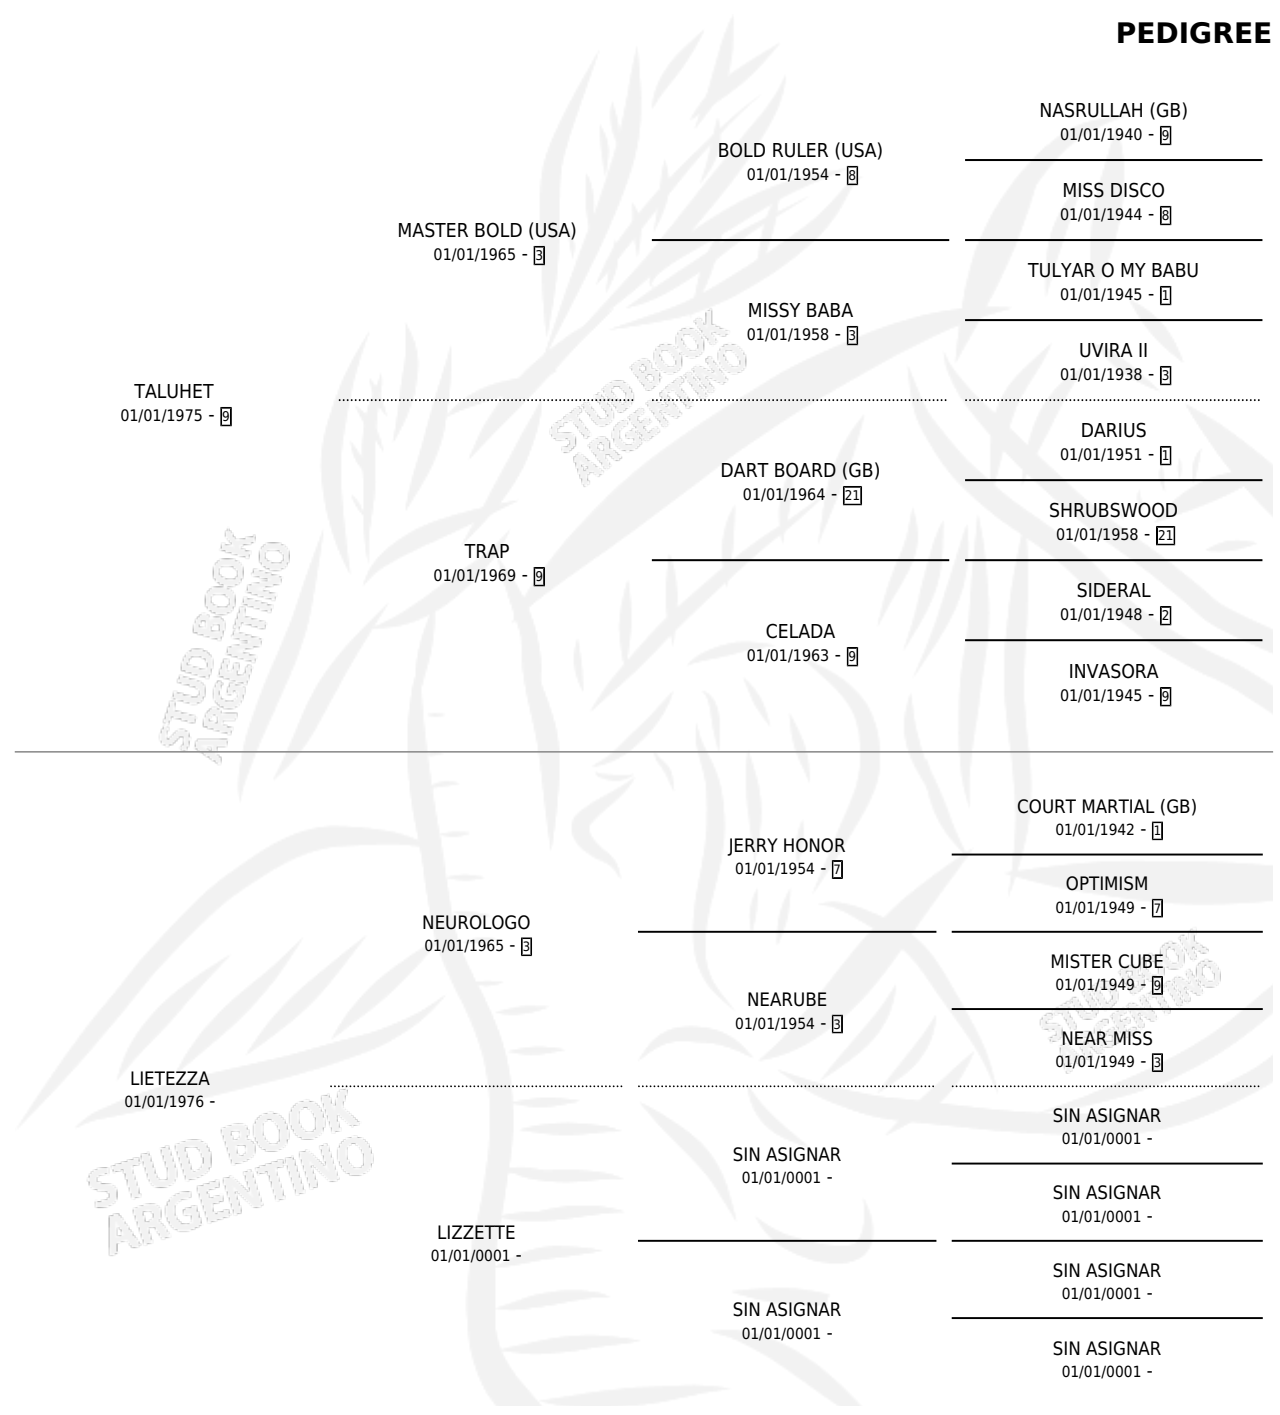 PEDIGREE
NASRULLAH (GB)
01/01/1940 - 9
BOLD RULER (USA)
01/01/1954 - 8
MISS DISCO
01/01/1944 - 8
MASTER BOLD (USA)
01/01/1965 - 3
TULYAR O MY BABU
01/01/1945 - 1
MISSY BABA
01/01/1958 - 3
UVIRA II
01/01/1938 - 3
TALUHET
01/01/1975 - 9
DARIUS
01/01/1951 - 1
DART BOARD (GB)
01/01/1964 - 21
SHRUBSWOOD
01/01/1958 - 21
TRAP
01/01/1969 - 9
SIDERAL
01/01/1948 - 2
CELADA
01/01/1963 - 9
INVASORA
01/01/1945 - 9
COURT MARTIAL (GB)
01/01/1942 - 1
JERRY HONOR
01/01/1954 - 7
OPTIMISM
01/01/1949 - 7
NEUROLOGO
01/01/1965 - 3
MISTER CUBE
01/01/1949 - 9
NEARUBE
01/01/1954 - 3
NEAR MISS
01/01/1949 - 3
LIETEZZA
01/01/1976 -
SIN ASIGNAR
01/01/0001 -
SIN ASIGNAR
01/01/0001 -
SIN ASIGNAR
01/01/0001 -
LIZZETTE
01/01/0001 -
SIN ASIGNAR
01/01/0001 -
SIN ASIGNAR
01/01/0001 -
SIN ASIGNAR
01/01/0001 -
STUD BOOK
ARGENTINO
STUD BOOK
ARGENTINO
STUD BOOK
ARGENTINO
STUD BOOK
ARGENTINO